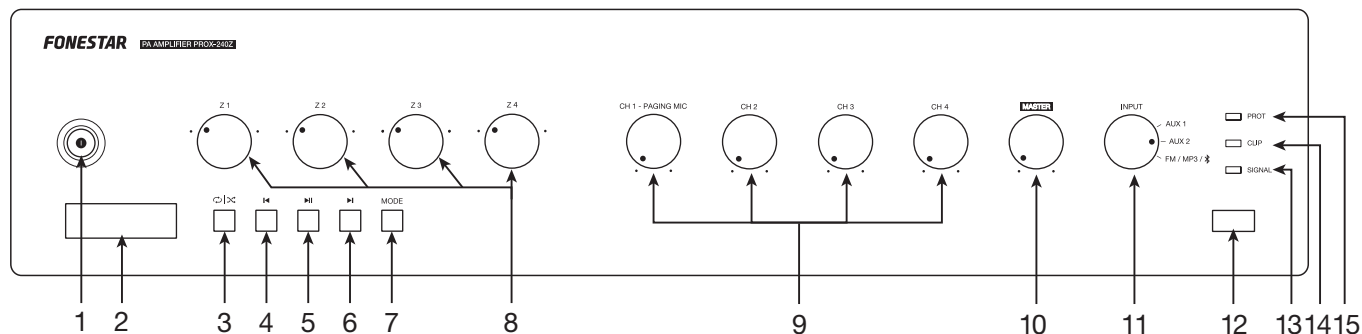 FONESTAR PA AMPLIFIER PROX-240Z
Z 1 Z 2 Z 3 Z 4 CH 1 - PAGING MIC CH 2 CH 3 CH 4 MASTER INPUT
AUX 1 PROT
AUX 2 CLIP
FM / MP3 / SIGNAL
MODE
1 2 3 4 5 6 7 8 9 10 11 12 13 14 15